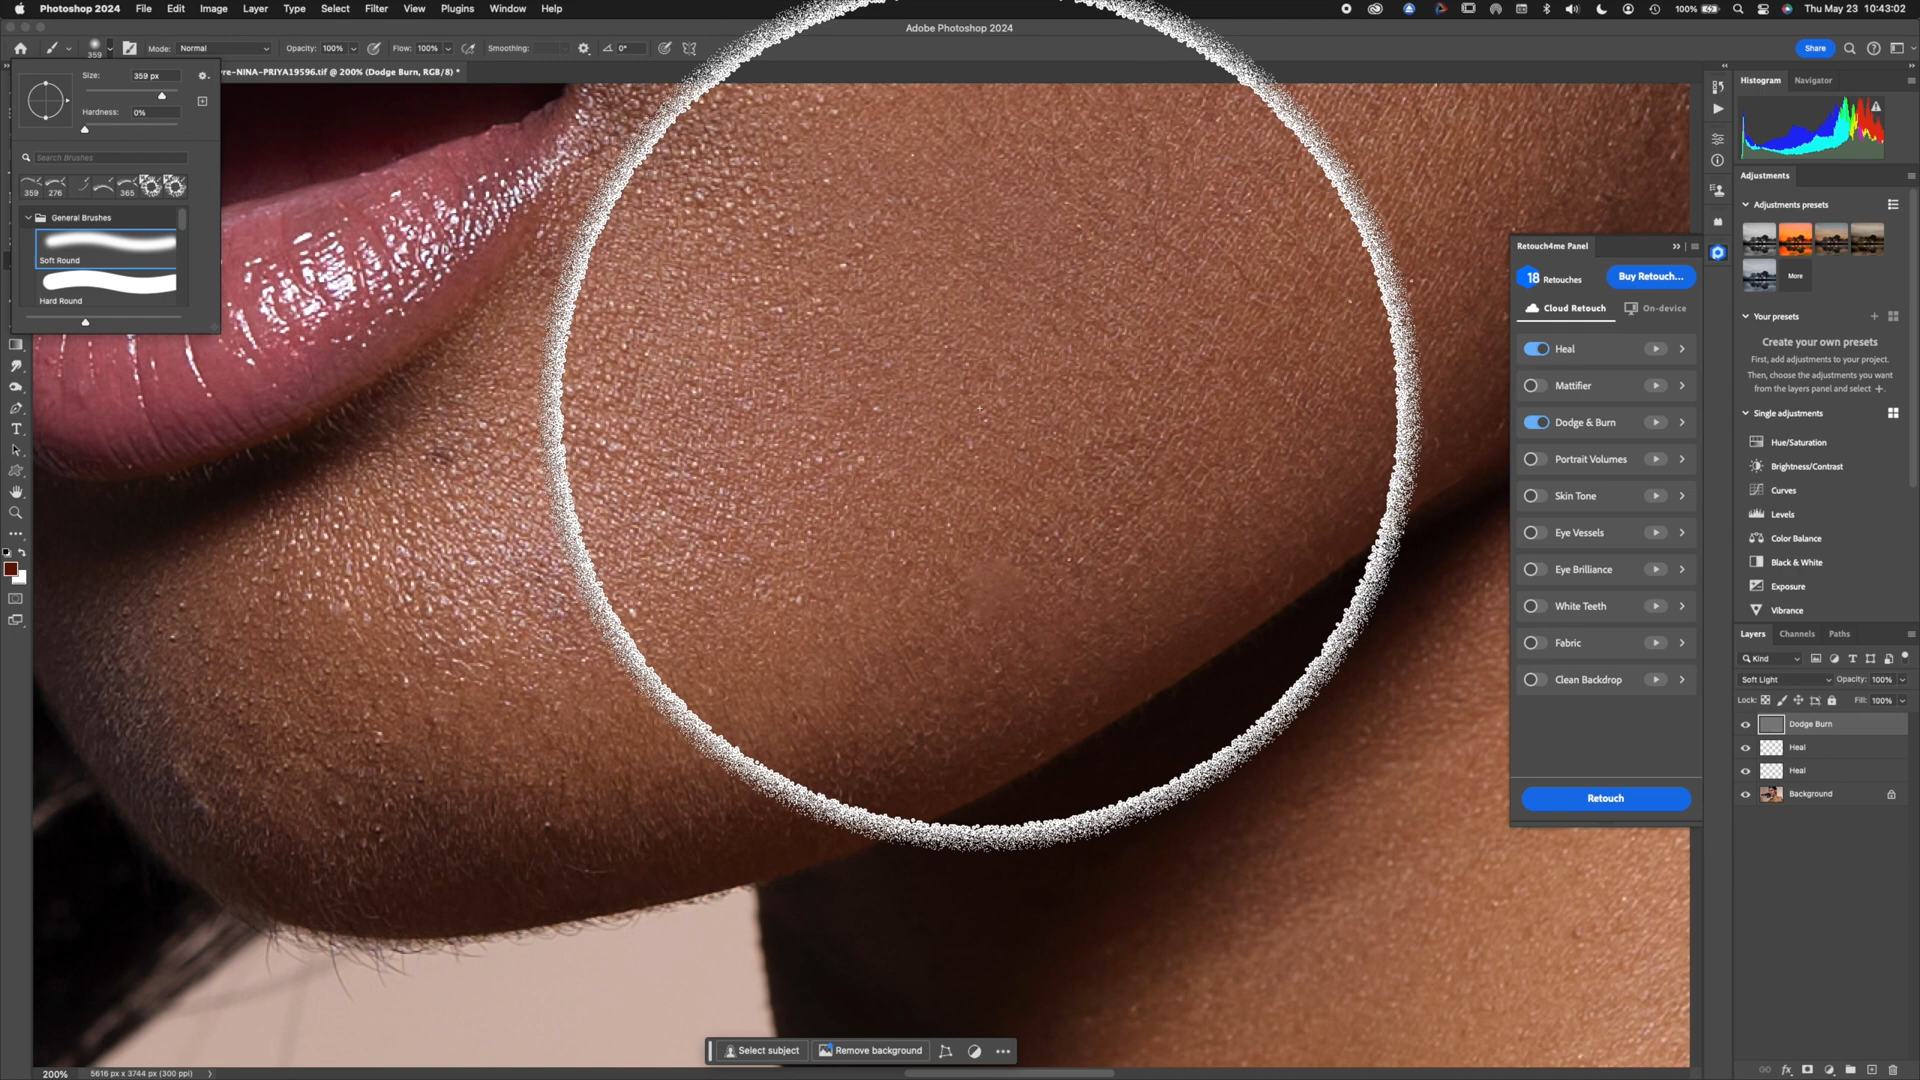 Photoshop 2024 File Edit Image Layer Type Select Filter View Plugins Window Help
100% Thu May 23 10:43:02
Adobe Photoshop 2024
359
Mode: Normal
Opacity: 100%
Flow: 100%
Smoothing:
0°
Share
re-NINA-PRIYA19596.tif @ 200% (Dodge Burn, RGB/8) *
Size: 359 px
Hardness: 0%
Search Brushes
359 276 365
General Brushes
Soft Round
Hard Round
Retouch4me Panel
18 Retouches
Buy Retouch...
Cloud Retouch
On-device
Heal
Mattifier
Dodge & Burn
Portrait Volumes
Skin Tone
Eye Vessels
Eye Brilliance
White Teeth
Fabric
Clean Backdrop
Retouch
Histogram Navigator
Adjustments
Adjustments presets
More
Your presets
Create your own presets
First, add adjustments to your project.
Then, choose the adjustments you want
from the layers panel and select +.
Single adjustments
Hue/Saturation
Brightness/Contrast
Curves
Levels
Color Balance
Black & White
Exposure
Vibrance
Layers Channels Paths
Kind
Soft Light Opacity: 100%
Lock: Fill: 100%
Dodge Burn
Heal
Heal
Background
Select subject
Remove background
200% 5616 px x 3744 px (300 ppi)